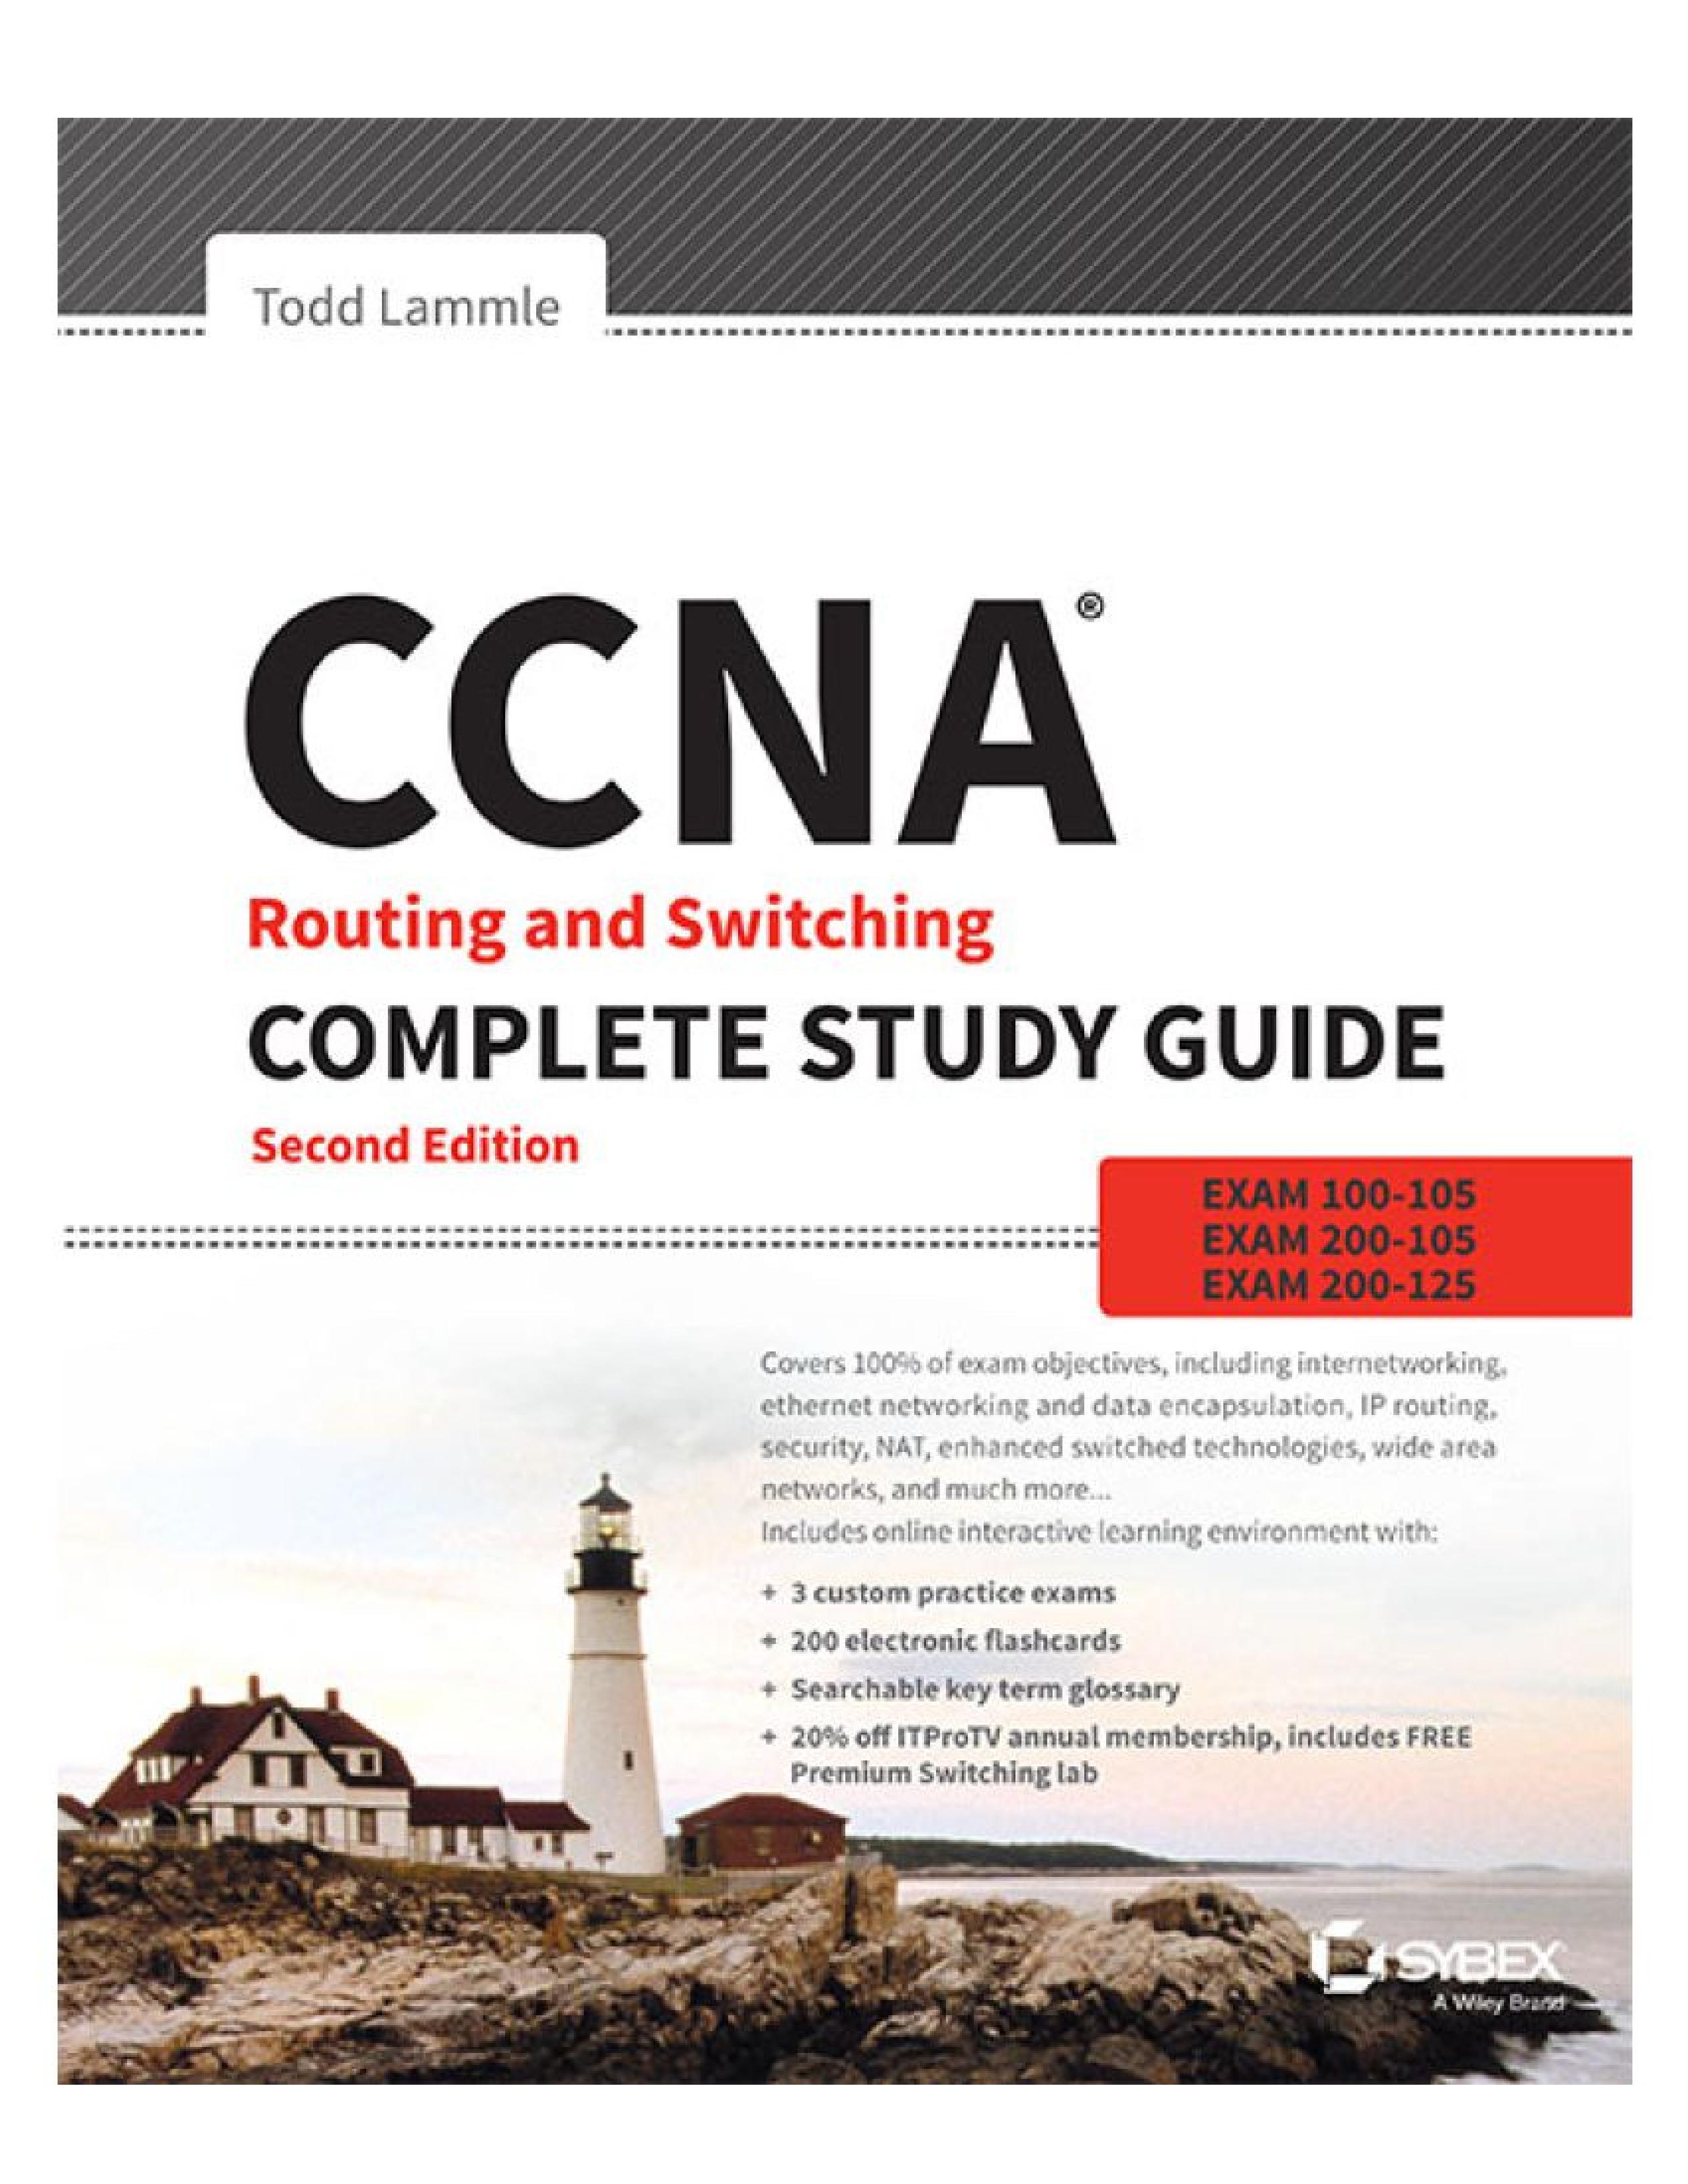 Todd Lammle
CCNA®
Routing and Switching
COMPLETE STUDY GUIDE
Second Edition
EXAM 100-105
EXAM 200-105
EXAM 200-125
Covers 100% of exam objectives, including internetworking,
ethernet networking and data encapsulation, IP routing,
security, NAT, enhanced switched technologies, wide area
networks, and much more...
Includes online interactive learning environment with:
+ 3 custom practice exams
+ 200 electronic flashcards
+ Searchable key term glossary
+ 20% off ITProTV annual membership, includes FREE
Premium Switching lab
SYBEX
A Wiley Brand